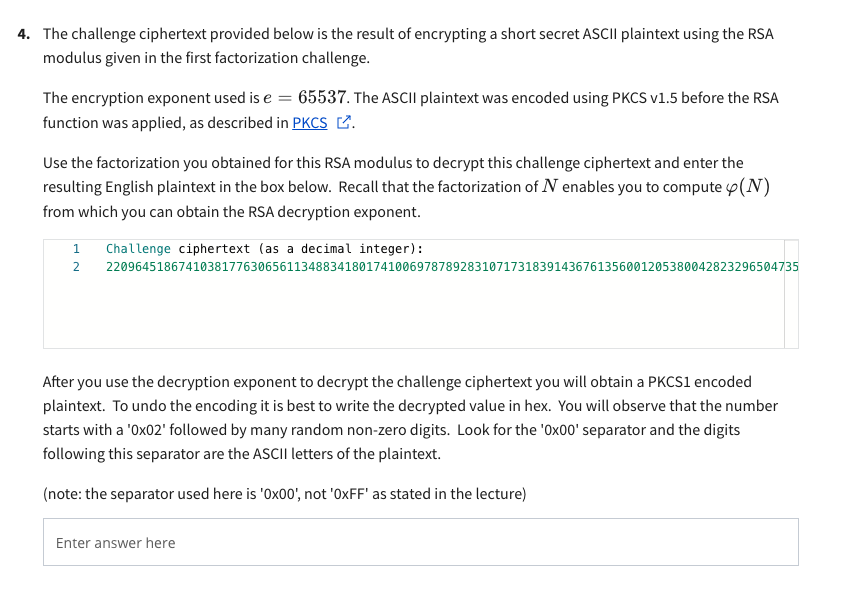 4. The challenge ciphertext provided below is the result of encrypting a short secret ASCII plaintext using the RSA
modulus given in the first factorization challenge.
The encryption exponent used is e = 65537. The ASCII plaintext was encoded using PKCS v1.5 before the RSA
function was applied, as described in PKCS.
Use the factorization you obtained for this RSA modulus to decrypt this challenge ciphertext and enter the
resulting English plaintext in the box below. Recall that the factorization of N enables you to compute φ(N)
from which you can obtain the RSA decryption exponent.
1 Challenge ciphertext (as a decimal integer):
2 22096451867410381776306561134883418017410069787892831071731839143676135600120538004282329650473509424343946219751512256465839967942889460764542040581564748988013734864120452325229320176487916666402997509188729971690526083222067771600019329260870009579993724077458967773697817571267229951148662959627934791540
After you use the decryption exponent to decrypt the challenge ciphertext you will obtain a PKCS1 encoded
plaintext. To undo the encoding it is best to write the decrypted value in hex. You will observe that the number
starts with a '0x02' followed by many random non-zero digits. Look for the '0x00' separator and the digits
following this separator are the ASCII letters of the plaintext.
(note: the separator used here is '0x00', not '0xFF' as stated in the lecture)
Enter answer here